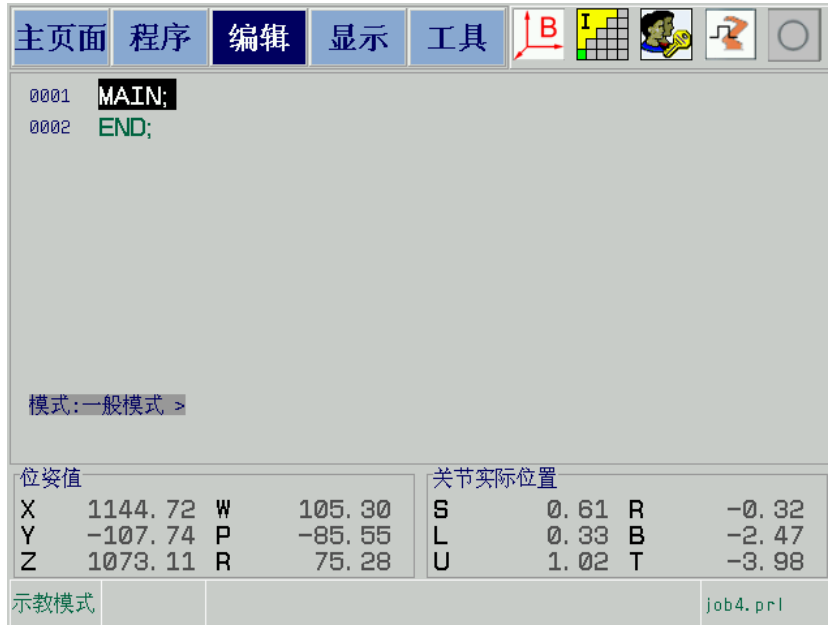 主页面 程序 编辑 显示 工具 B I
0001 MAIN;
0002 END;
模式:一般模式 >
位姿值 关节实际位置
X 1144.72 W 105.30 S 0.61 R -0.32
Y -107.74 P -85.55 L 0.33 B -2.47
Z 1073.11 R 75.28 U 1.02 T -3.98
示教模式 job4.prl